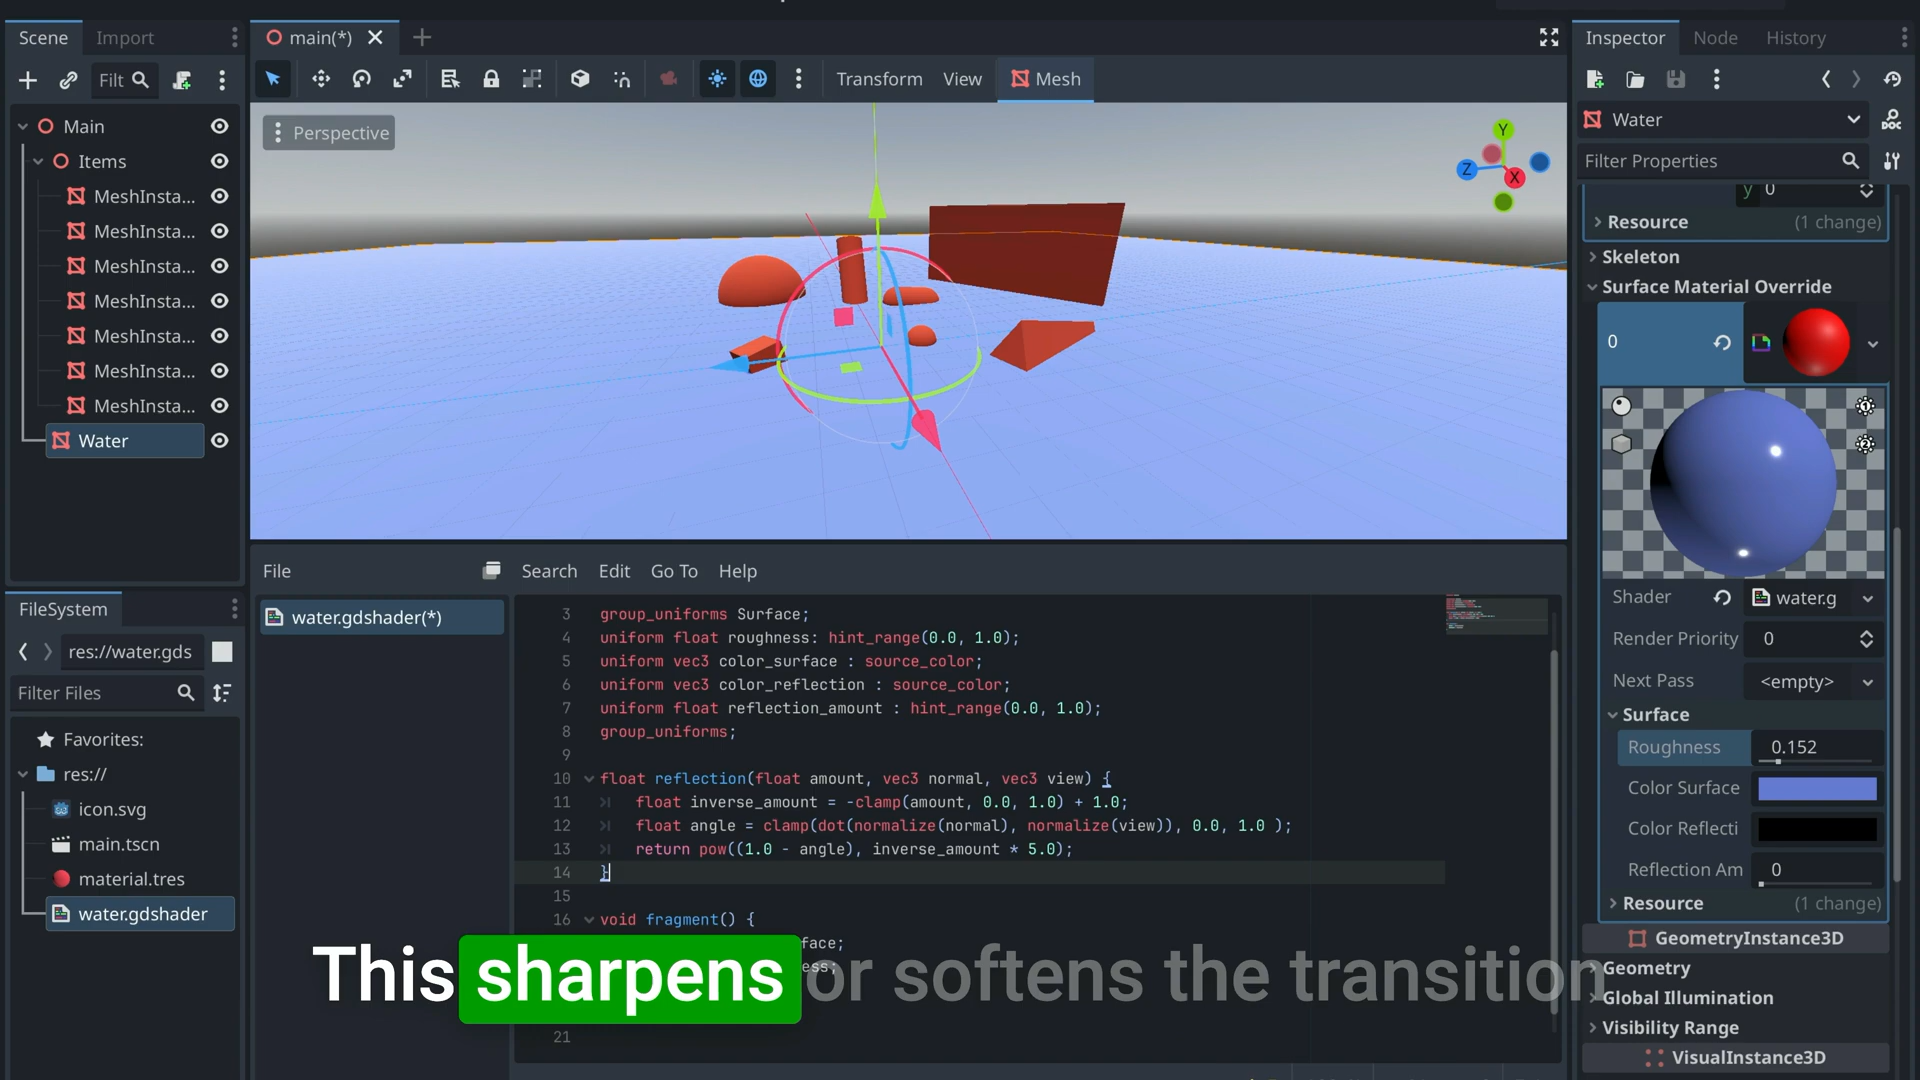 Scene
Import
main(*)
Inspector
Node
History
Filt
Transform
View
Mesh
Perspective
Y
Z
X
Main
Items
MeshInsta...
MeshInsta...
MeshInsta...
MeshInsta...
MeshInsta...
MeshInsta...
MeshInsta...
Water
Water
Filter Properties
y 0
Resource (1 change)
Skeleton
Surface Material Override
0
Shader water.g
Render Priority 0
Next Pass <empty>
Surface
Roughness 0.152
Color Surface
Color Reflecti
Reflection Am 0
Resource (1 change)
GeometryInstance3D
Geometry
Global Illumination
Visibility Range
VisualInstance3D
FileSystem
res://water.gds
Filter Files
Favorites:
res://
icon.svg
main.tscn
material.tres
water.gdshader
File
Search
Edit
Go To
Help
water.gdshader(*)
3 group_uniforms Surface;
4 uniform float roughness: hint_range(0.0, 1.0);
5 uniform vec3 color_surface : source_color;
6 uniform vec3 color_reflection : source_color;
7 uniform float reflection_amount : hint_range(0.0, 1.0);
8 group_uniforms;
9
10 float reflection(float amount, vec3 normal, vec3 view) {
11 float inverse_amount = -clamp(amount, 0.0, 1.0) + 1.0;
12 float angle = clamp(dot(normalize(normal), normalize(view)), 0.0, 1.0 );
13 return pow((1.0 - angle), inverse_amount * 5.0);
14 }
15
16 void fragment() {
face;
ess;
21
This sharpens or softens the transition